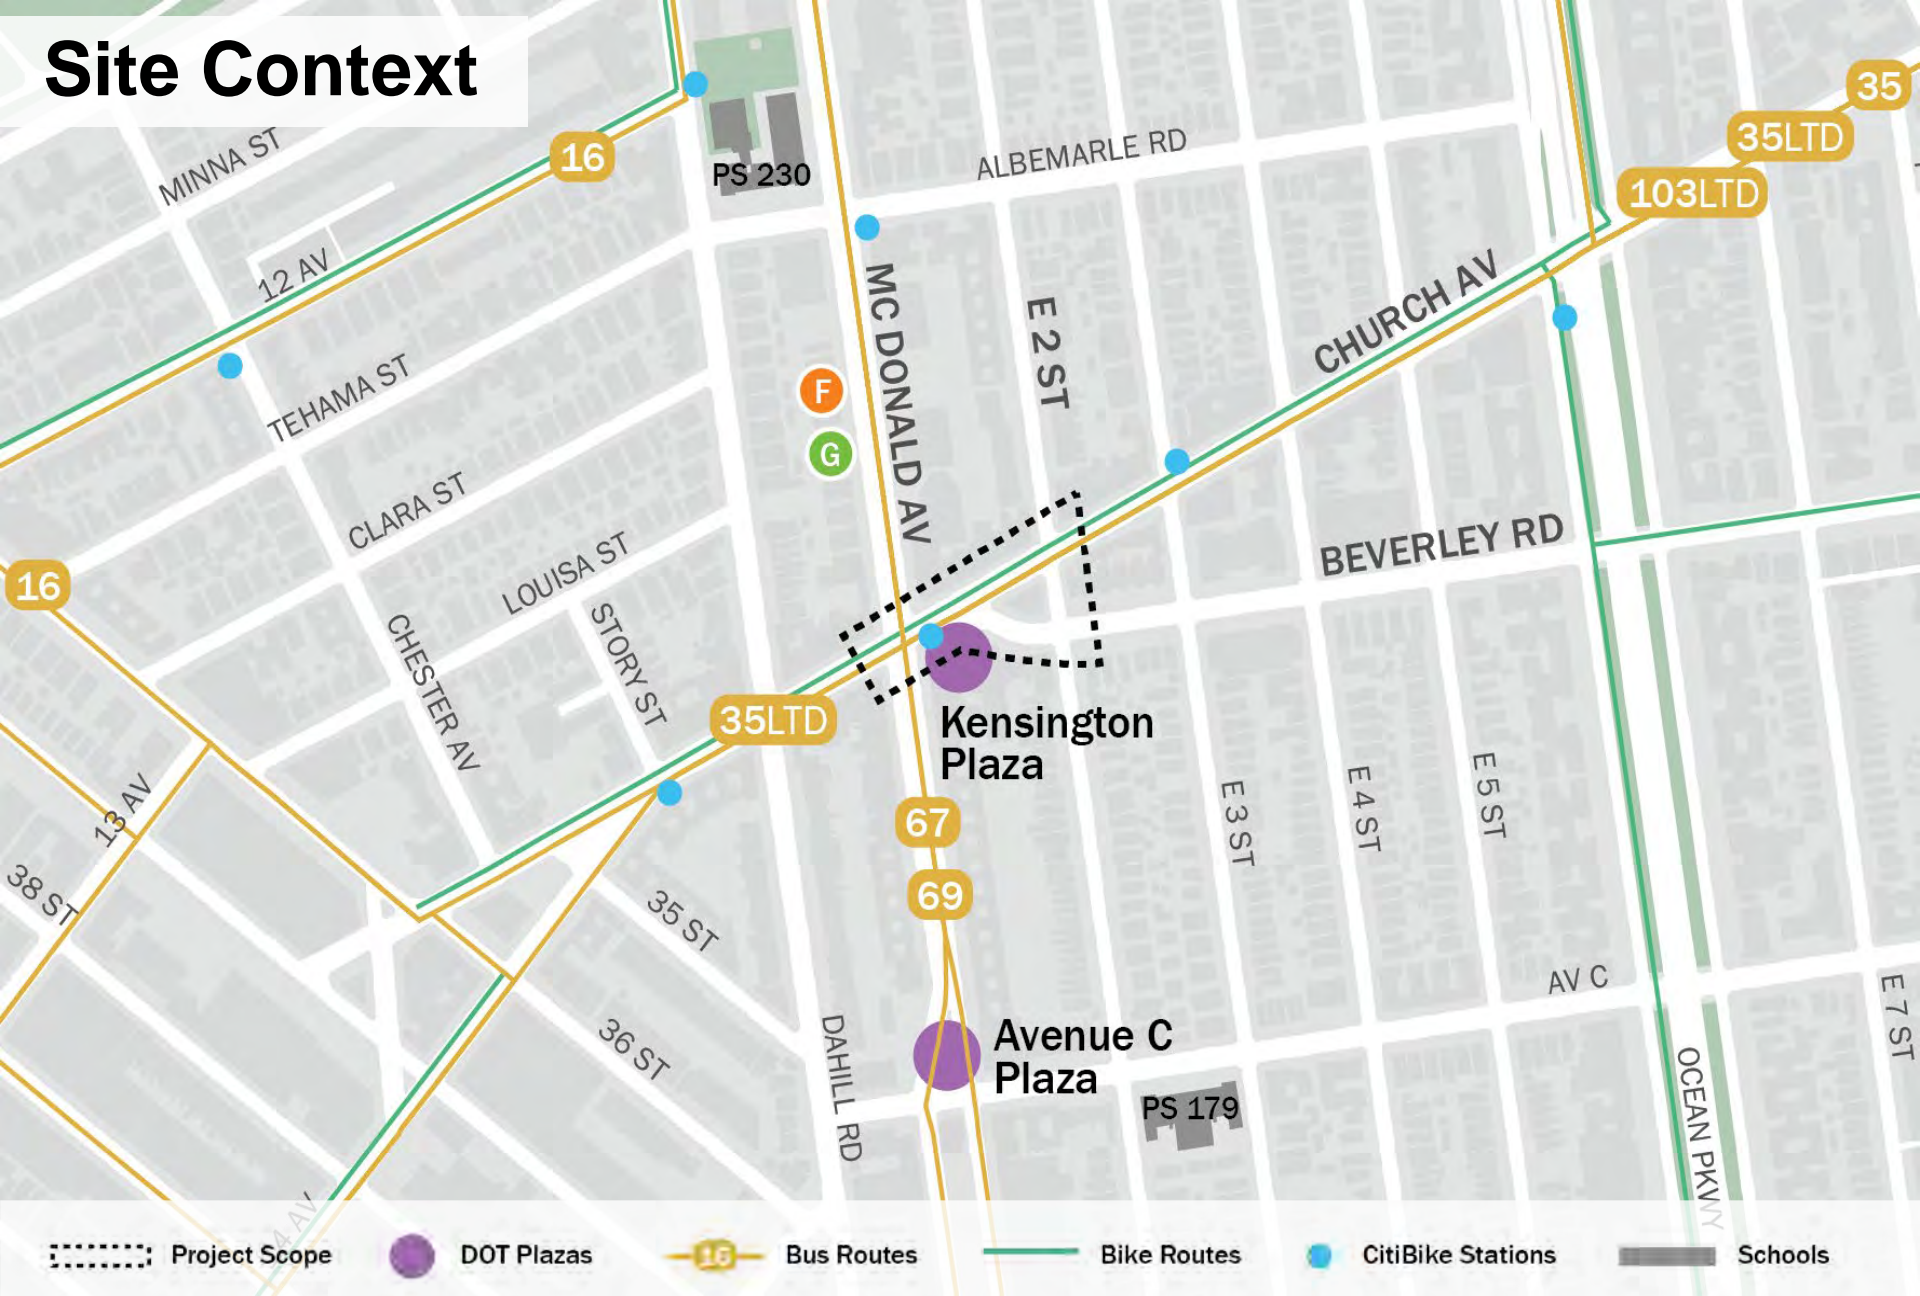 Site Context
35
35LTD
103LTD
MINNA ST
16
PS 230
ALBEMARLE RD
12 AV
MC DONALD AV
E 2 ST
CHURCH AV
TEHAMA ST
F
G
CLARA ST
LOUISA ST
BEVERLEY RD
16
STORY ST
CHESTER AV
35LTD
Kensington
Plaza
13 AV
67
E 3 ST
E 4 ST
E 5 ST
38 ST
69
35 ST
AV C
E 7 ST
36 ST
DAHILL RD
Avenue C
Plaza
PS 179
OCEAN PKWY
4 AV
Project Scope
DOT Plazas
16
Bus Routes
Bike Routes
CitiBike Stations
Schools